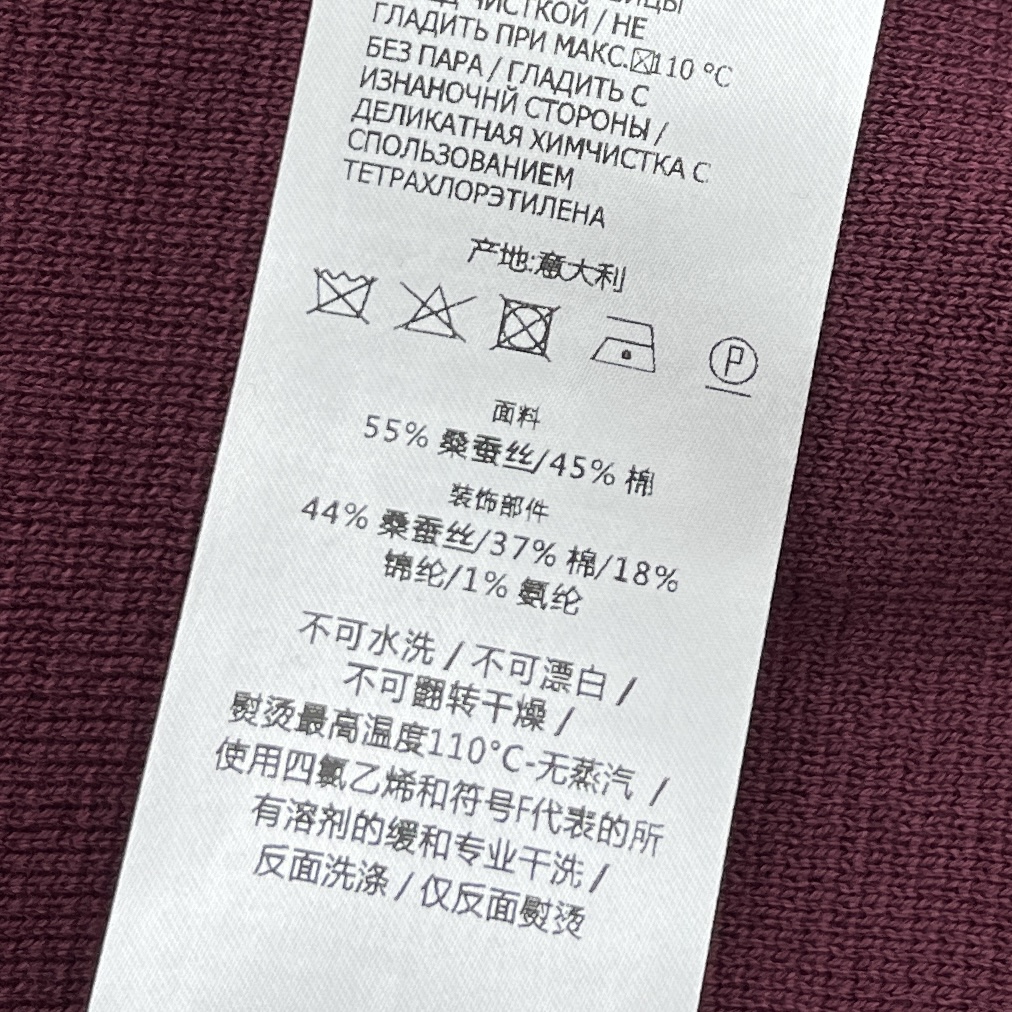 ЧИСТКОЙ / НЕ
ГЛАДИТЬ ПРИ МАКС. 110 °C
БЕЗ ПАРА / ГЛАДИТЬ С
ИЗНАНОЧНЙ СТОРОНЫ /
ДЕЛИКАТНАЯ ХИМЧИСТКА С
СПОЛЬЗОВАНИЕМ
ТЕТРАХЛОРЭТИЛЕНА
产地:意大利
P
面料
55% 桑蚕丝/45% 棉
装饰部件
44% 桑蚕丝/37% 棉/18%
锦纶/1% 氨纶
不可水洗 / 不可漂白 /
不可翻转干燥 /
熨烫最高温度110°C-无蒸汽 /
使用四氯乙烯和符号F代表的所
有溶剂的缓和专业干洗 /
反面洗涤 / 仅反面熨烫